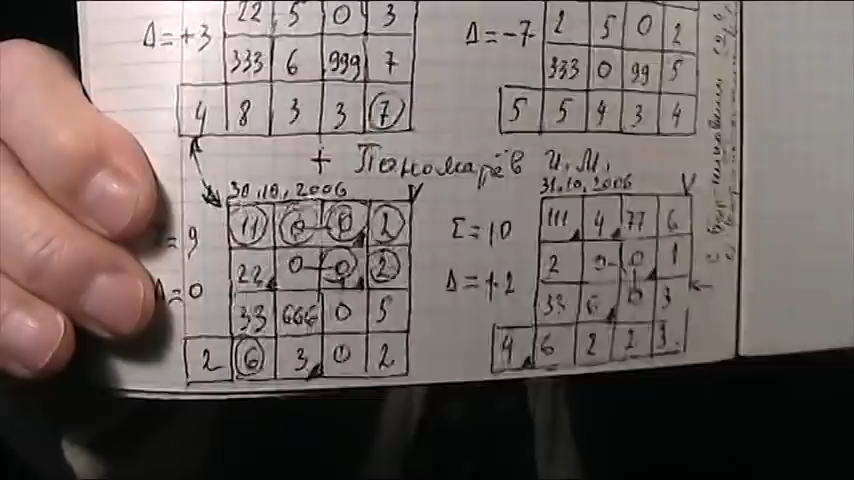 Δ=+3
22 5 0 3
333 6 999 7
4 8 3 3 7
Δ=-7
2 5 0 2
333 0 99 5
5 5 4 3 4
+ Пономарёв И.М.
30.10.2006
=9
Δ=0
11 0 0 2
22 0 0 2
33 666 0 5
2 6 3 0 2
31.10.2006
Σ=10
Δ=+2
111 4 77 6
2 0 0 1
33 6 0 3
4 6 2 2 3